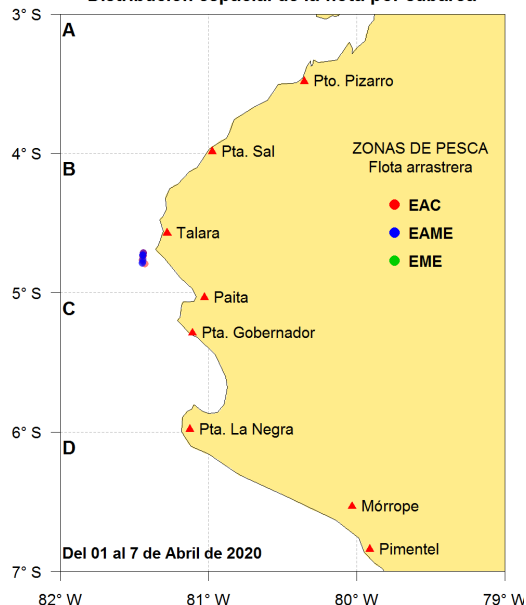 Distribución espacial de la flota por subárea
3° S
A
Pto. Pizarro
ZONAS DE PESCA
Flota arrastrera
4° S
Pta. Sal
B
EAC
Talara
EAME
EME
5° S
Paita
C
Pta. Gobernador
6° S
Pta. La Negra
D
Mórrope
Del 01 al 7 de Abril de 2020
Pimentel
7° S
82° W
81° W
80° W
79° W